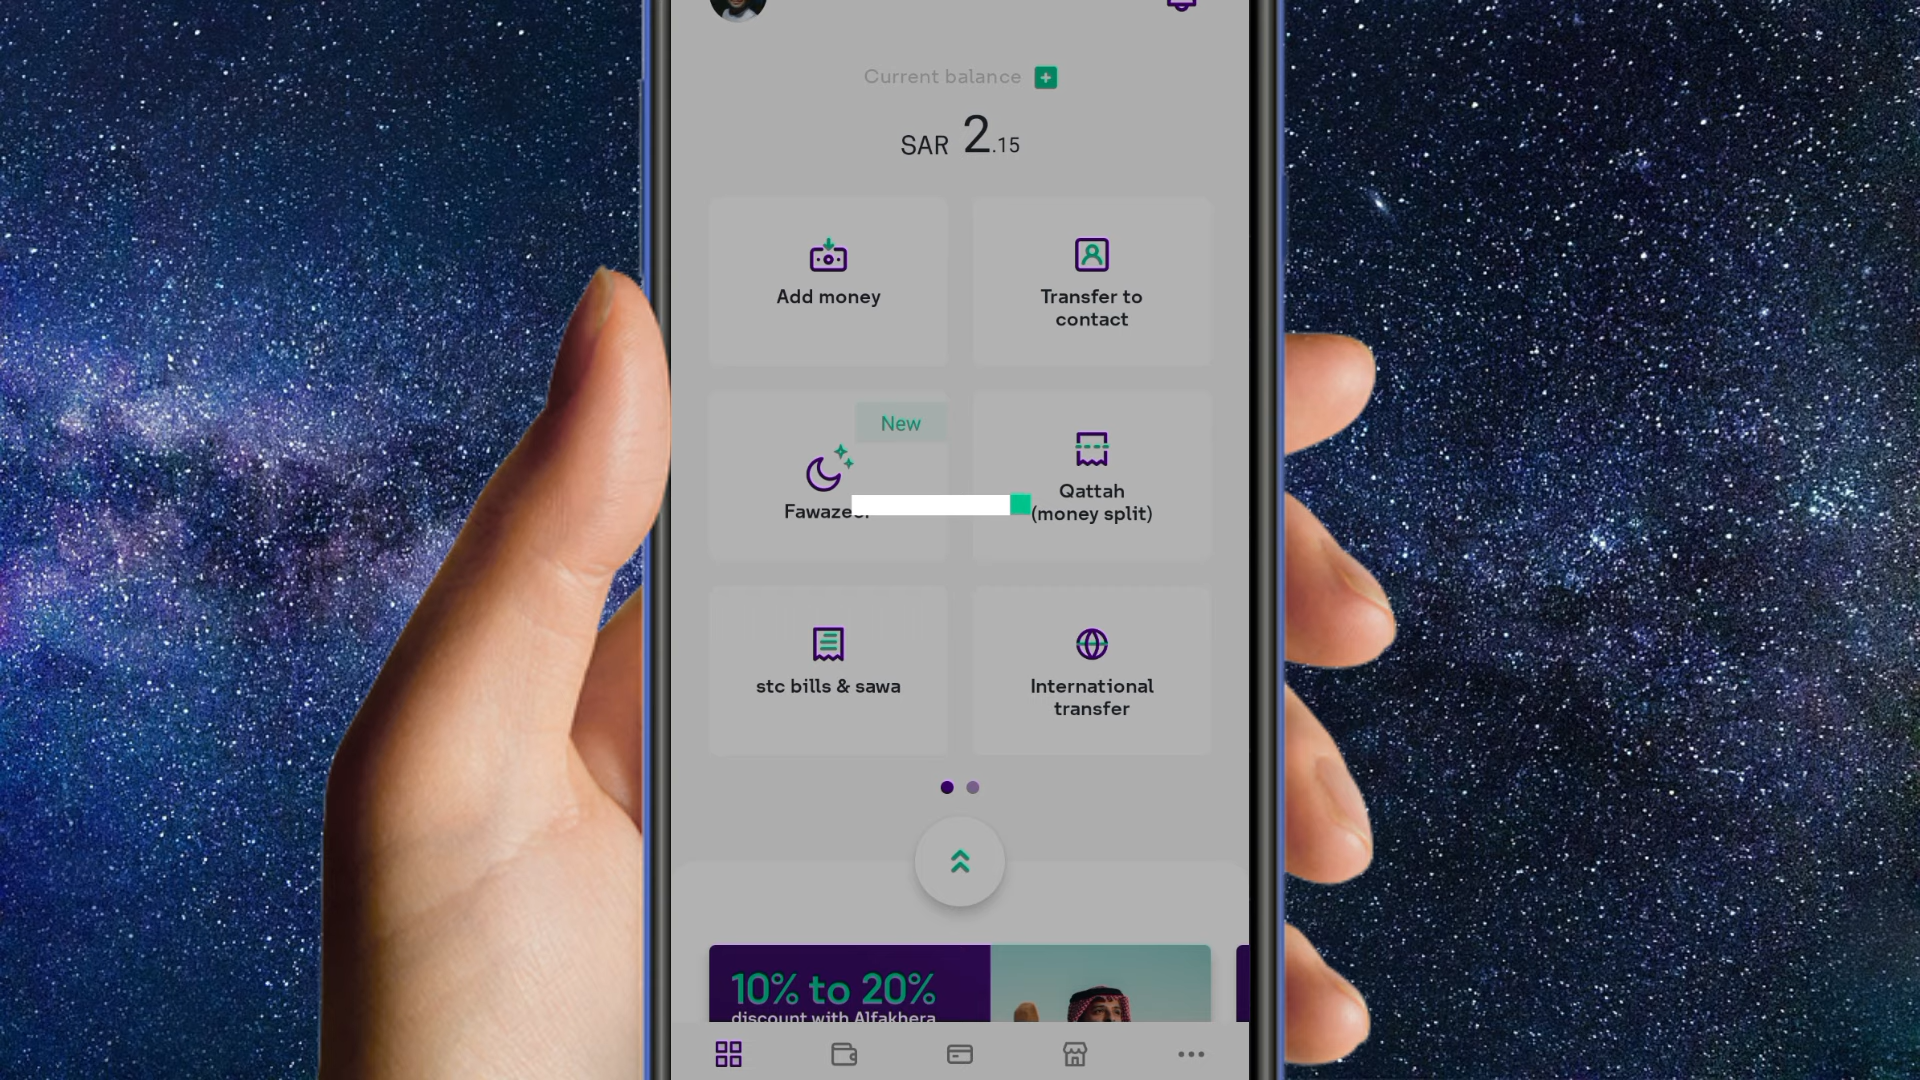 Current balance
SAR 2.15
Add money
Transfer to
contact
New
Qattah
(money split)
stc bills & sawa
International
transfer
10% to 20%
discount with Alfakhera